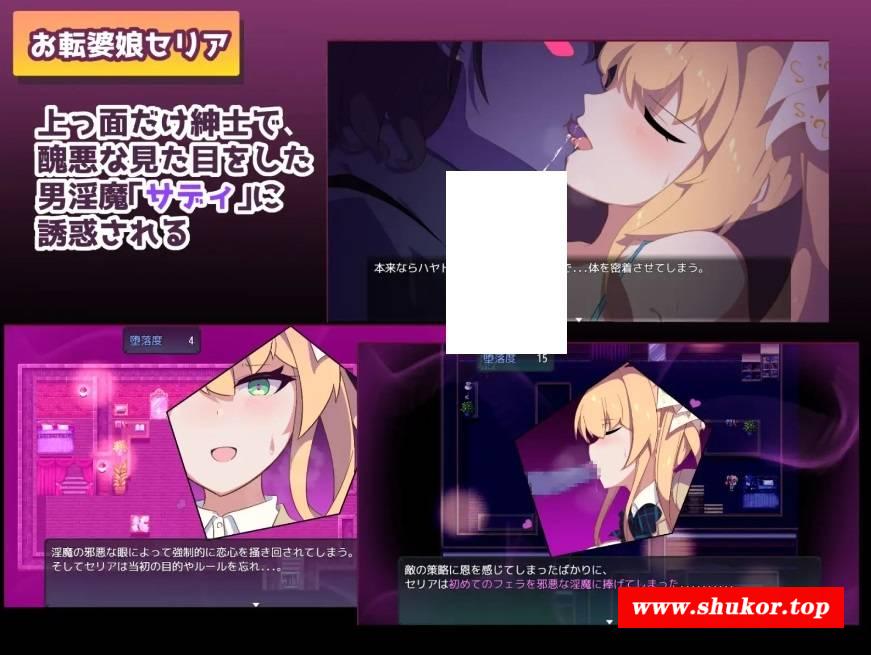 お転婆娘セリア
上っ面だけ紳士で、
醜悪な見た目をした
男淫魔「サディ」に
誘惑される
本来ならハヤト
で...体を密着させてしまう。
堕落度 4
淫魔の邪悪な眼によって強制的に恋心を掻き回されてしまう。
そしてセリアは当初の目的やルールを忘れ...。
堕落度 15
敵の策略に恩を感じてしまったばかりに、
セリアは初めてのフェラを邪悪な淫魔に捧げてしまった..........
www.shukor.top